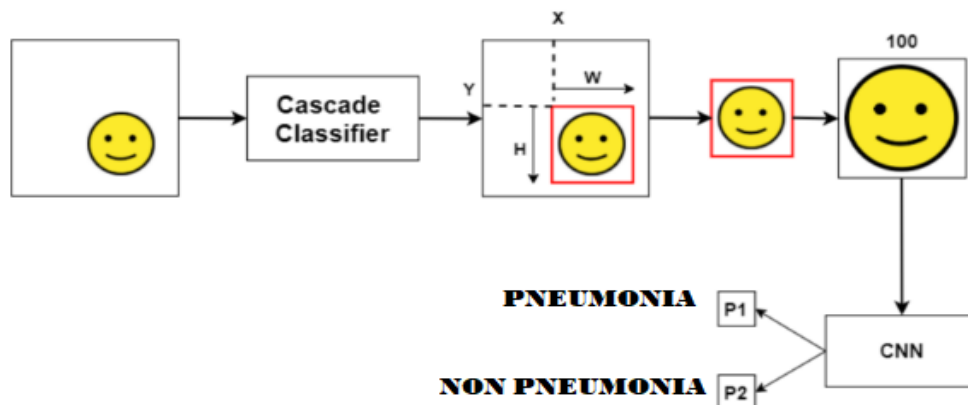 X
100
W
Y
Cascade
Classifier
H
PNEUMONIA
P1
CNN
NON PNEUMONIA
P2